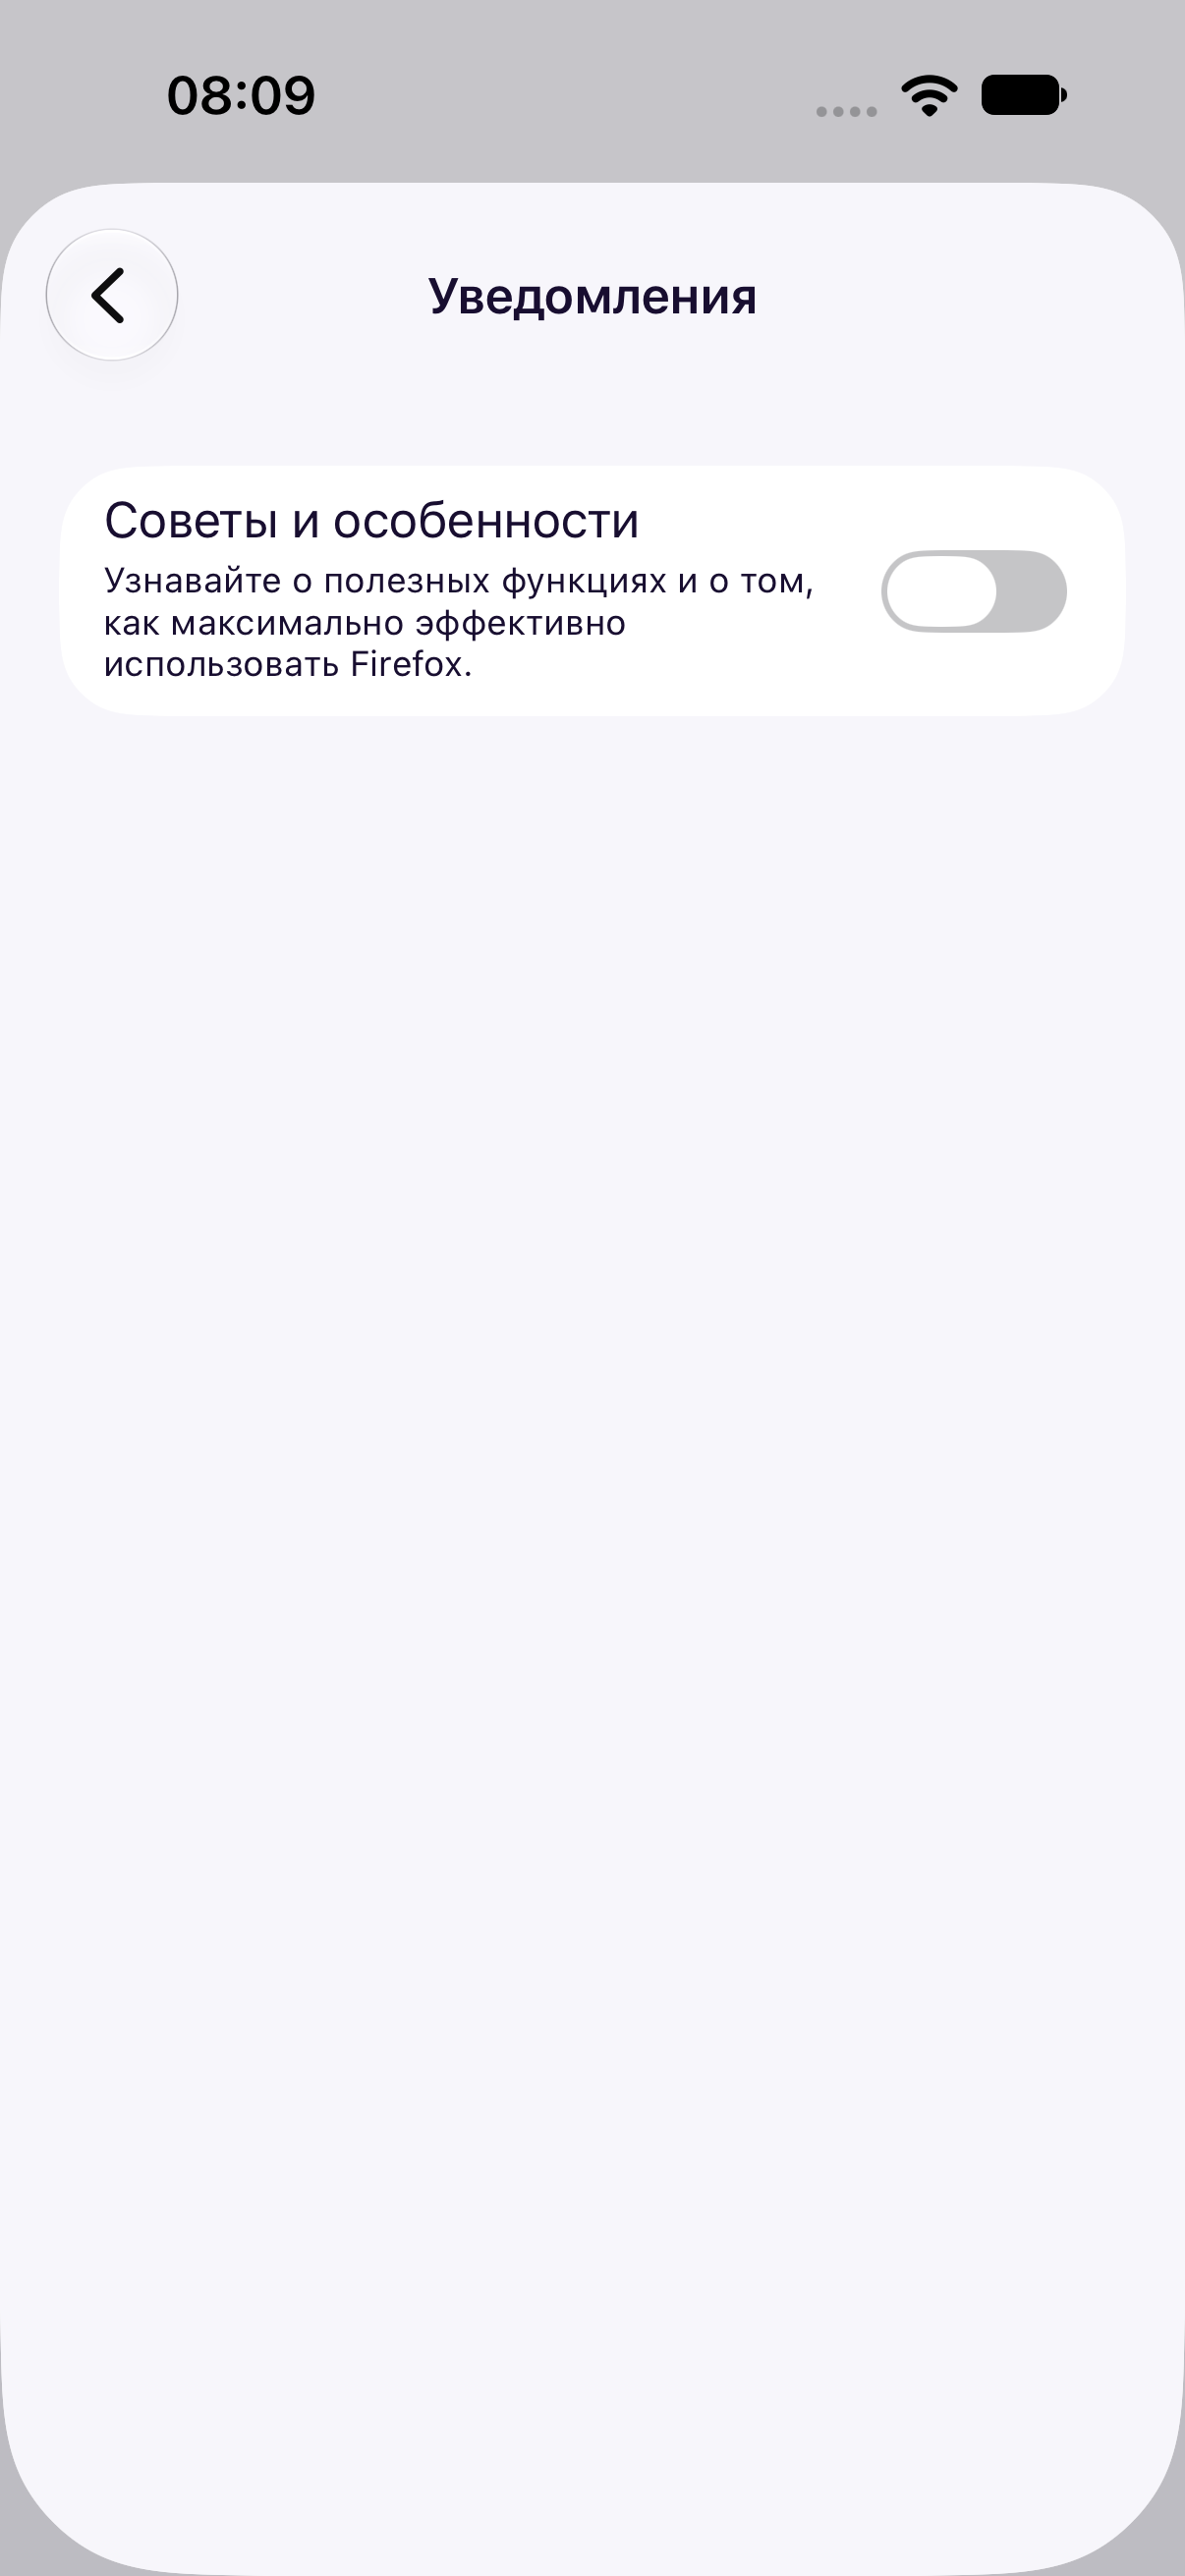 08:09
Уведомления
Советы и особенности
Узнавайте о полезных функциях и о том,
как максимально эффективно
использовать Firefox.